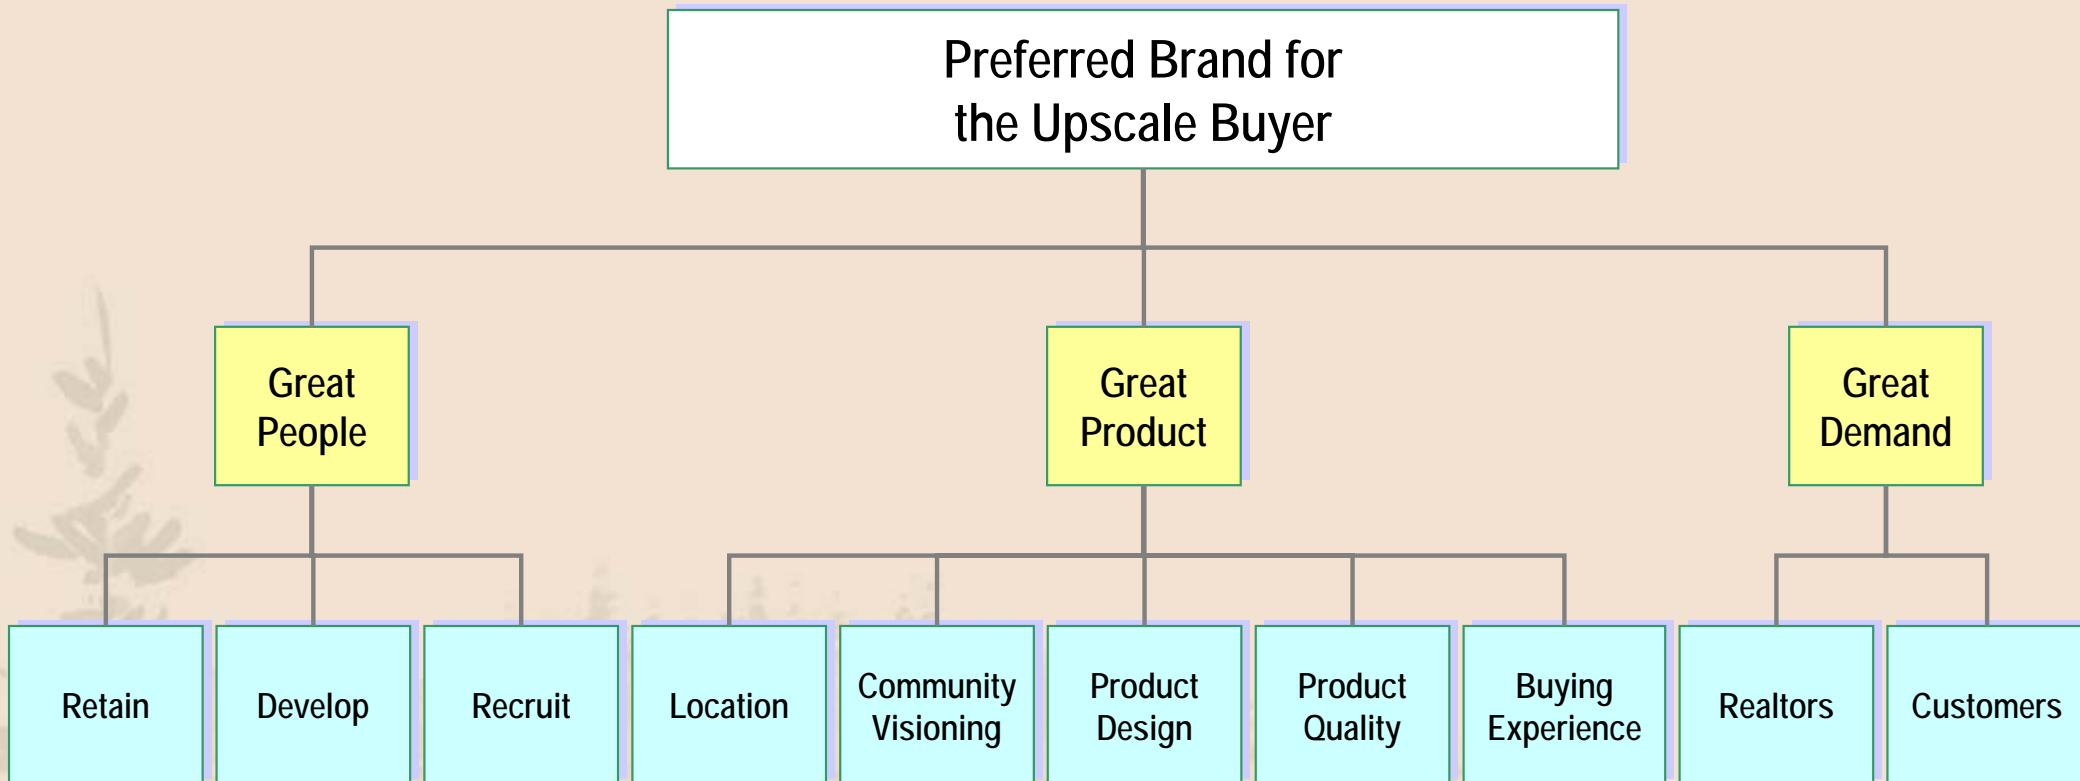 Preferred Brand for
the Upscale Buyer
Great
People
Great
Product
Great
Demand
Retain
Develop
Recruit
Location
Community
Visioning
Product
Design
Product
Quality
Buying
Experience
Realtors
Customers